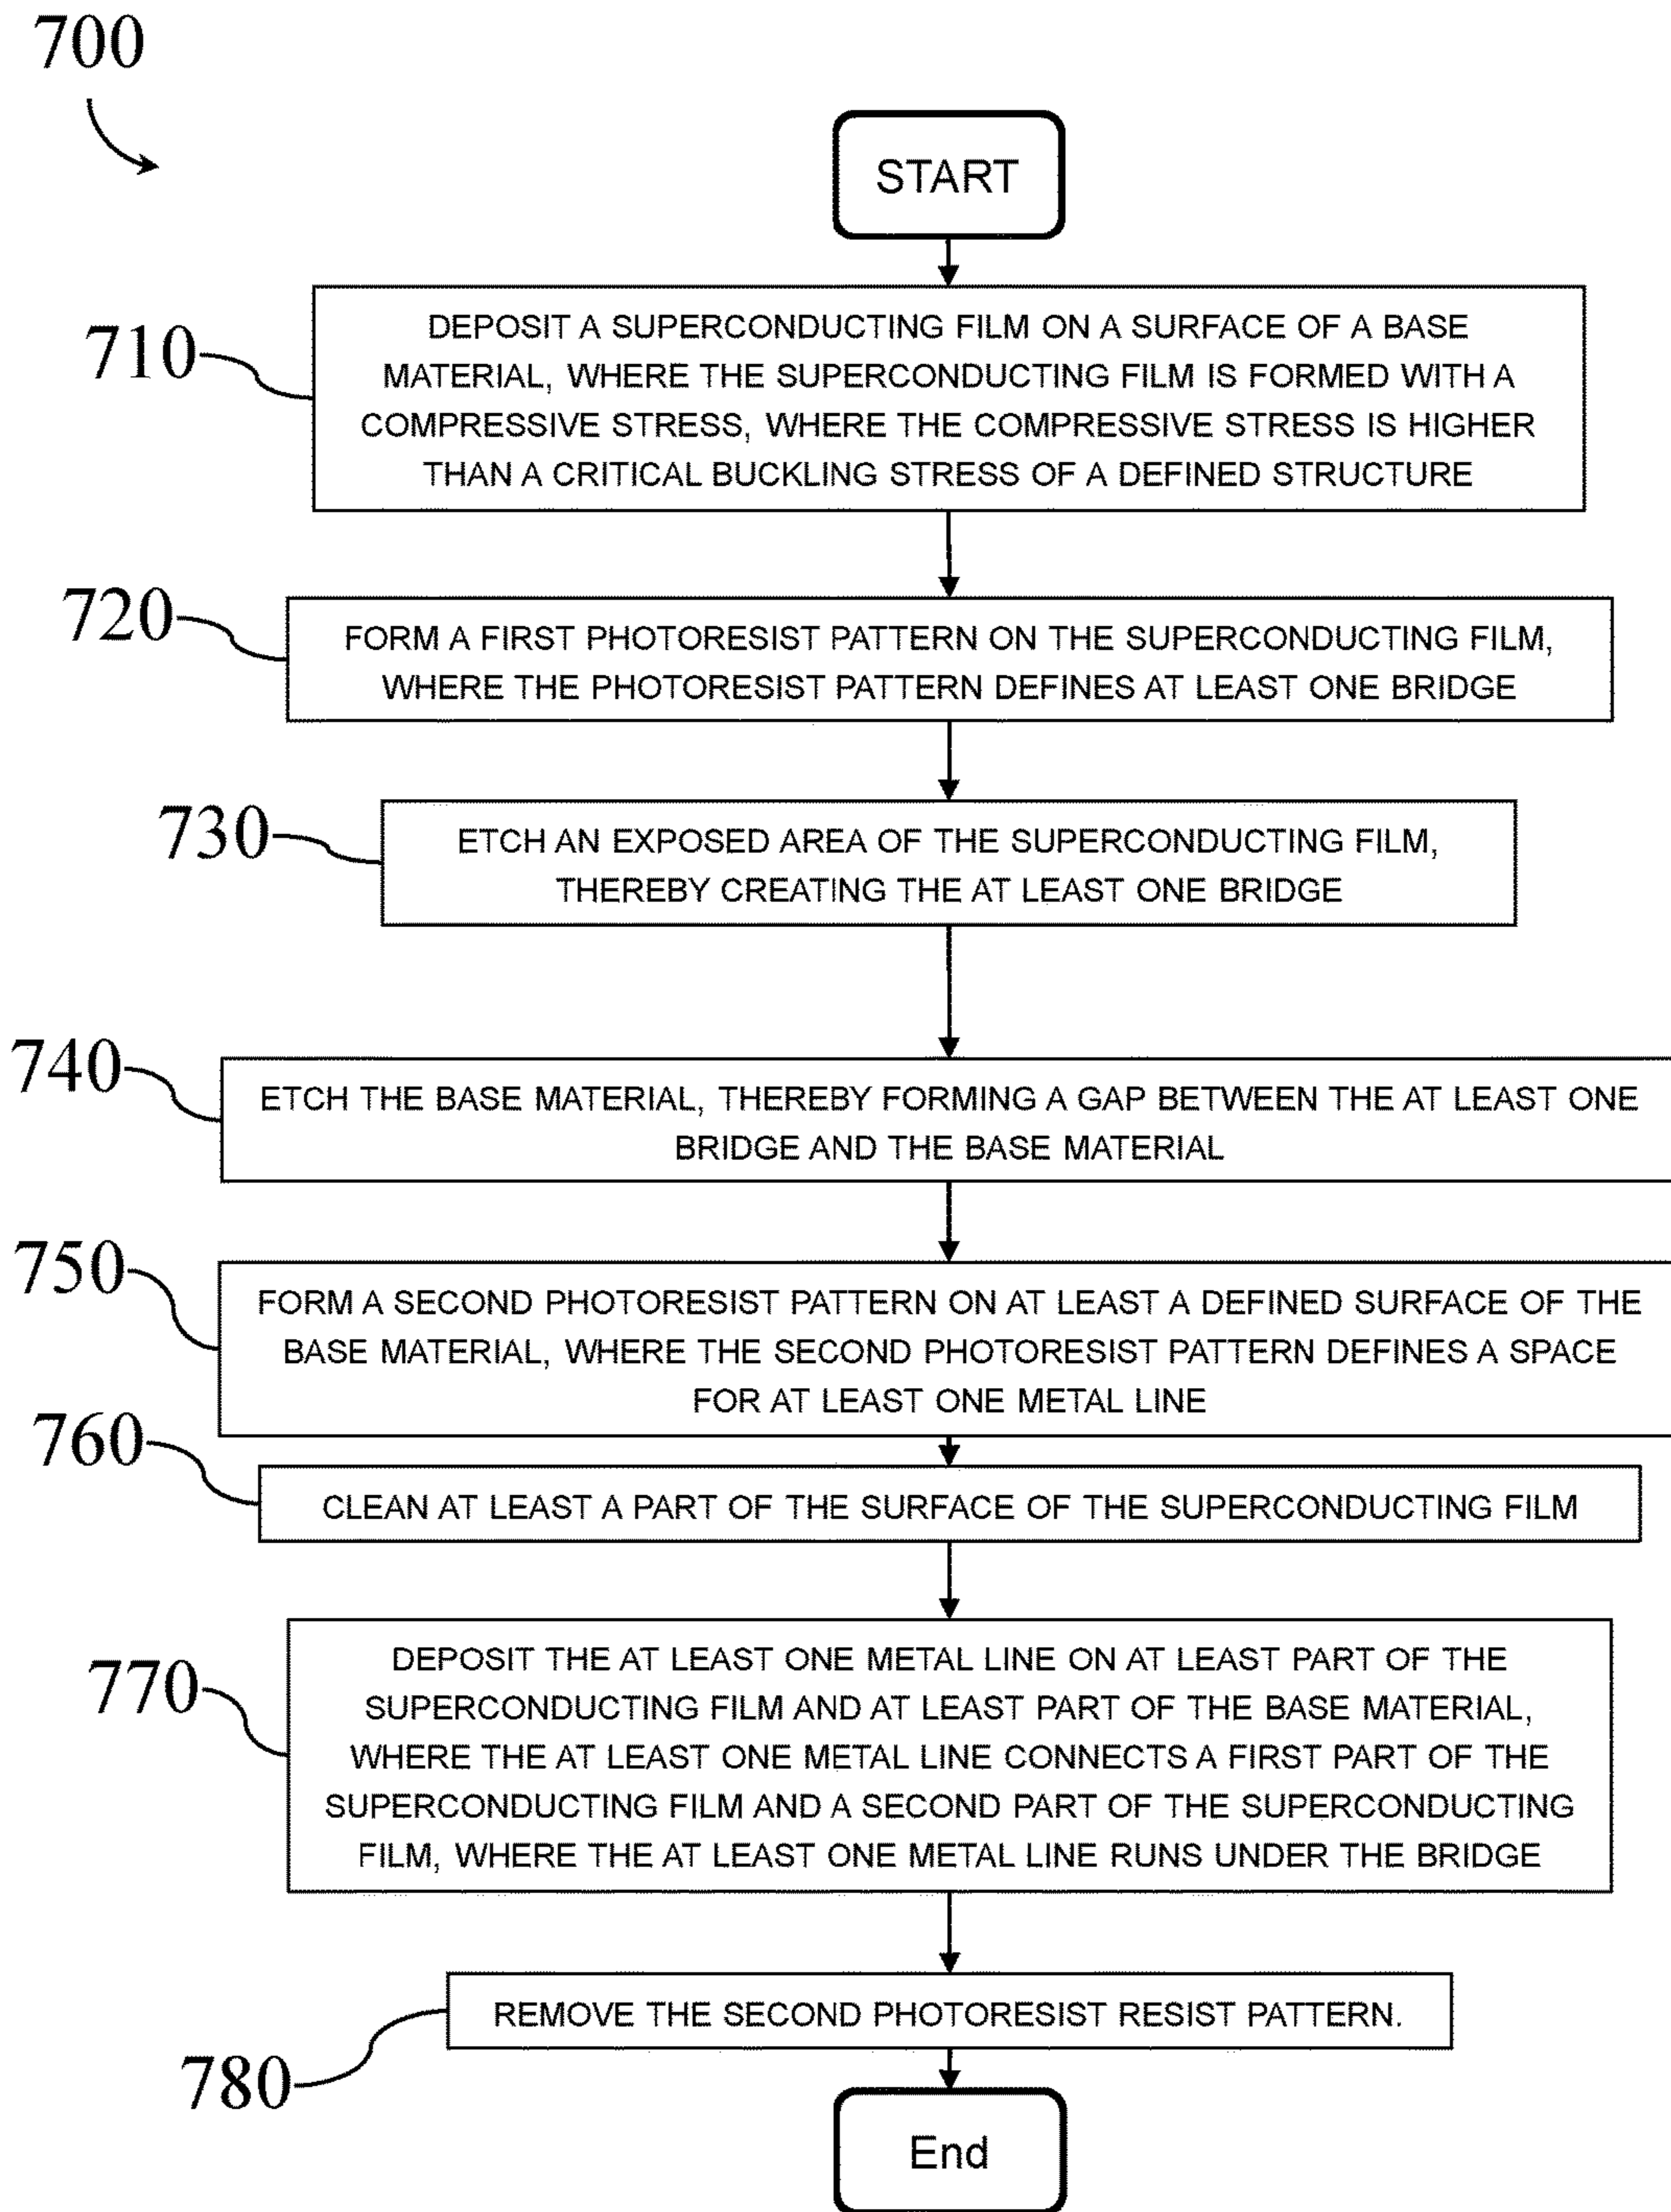 700
START
710
DEPOSIT A SUPERCONDUCTING FILM ON A SURFACE OF A BASE
MATERIAL, WHERE THE SUPERCONDUCTING FILM IS FORMED WITH A
COMPRESSIVE STRESS, WHERE THE COMPRESSIVE STRESS IS HIGHER
THAN A CRITICAL BUCKLING STRESS OF A DEFINED STRUCTURE
720
FORM A FIRST PHOTORESIST PATTERN ON THE SUPERCONDUCTING FILM,
WHERE THE PHOTORESIST PATTERN DEFINES AT LEAST ONE BRIDGE
730
ETCH AN EXPOSED AREA OF THE SUPERCONDUCTING FILM,
THEREBY CREATING THE AT LEAST ONE BRIDGE
740
ETCH THE BASE MATERIAL, THEREBY FORMING A GAP BETWEEN THE AT LEAST ONE
BRIDGE AND THE BASE MATERIAL
750
FORM A SECOND PHOTORESIST PATTERN ON AT LEAST A DEFINED SURFACE OF THE
BASE MATERIAL, WHERE THE SECOND PHOTORESIST PATTERN DEFINES A SPACE
FOR AT LEAST ONE METAL LINE
760
CLEAN AT LEAST A PART OF THE SURFACE OF THE SUPERCONDUCTING FILM
770
DEPOSIT THE AT LEAST ONE METAL LINE ON AT LEAST PART OF THE
SUPERCONDUCTING FILM AND AT LEAST PART OF THE BASE MATERIAL,
WHERE THE AT LEAST ONE METAL LINE CONNECTS A FIRST PART OF THE
SUPERCONDUCTING FILM AND A SECOND PART OF THE SUPERCONDUCTING
FILM, WHERE THE AT LEAST ONE METAL LINE RUNS UNDER THE BRIDGE
780
REMOVE THE SECOND PHOTORESIST RESIST PATTERN.
End